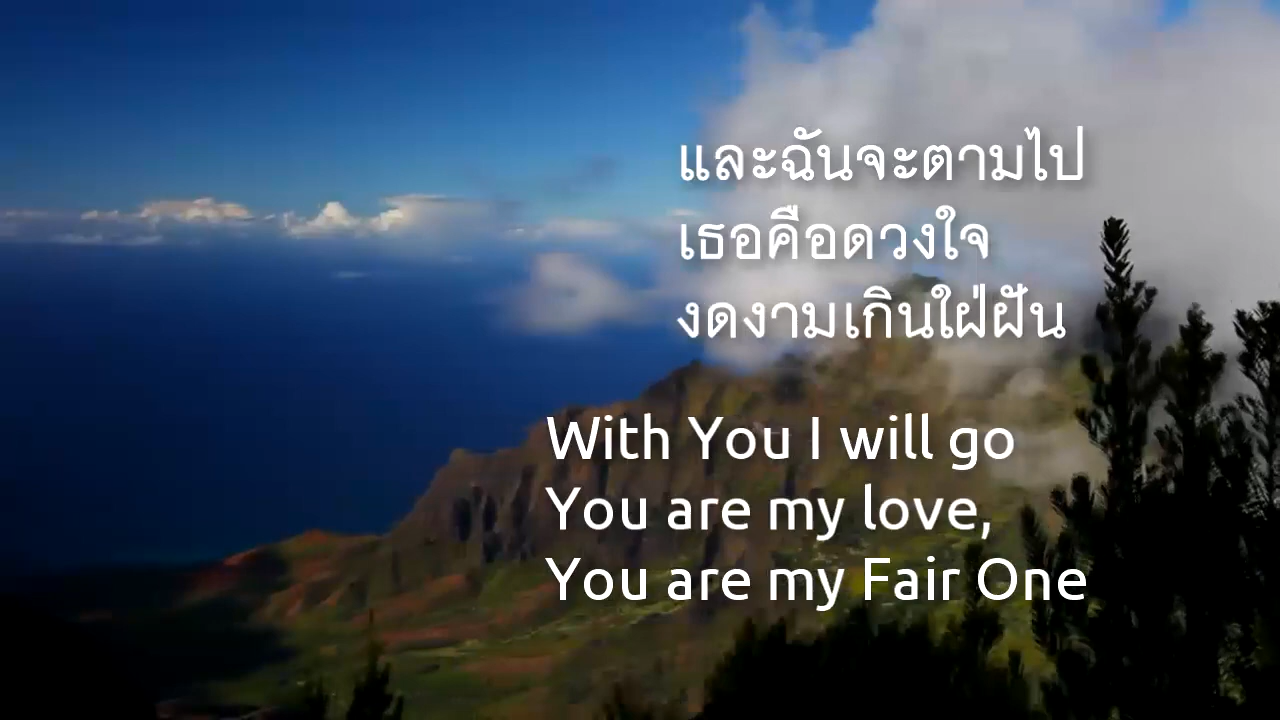 และฉันจะตามไป
เธอคือดวงใจ
งดงามเกินใฝ่ฝัน
With You I will go
You are my love,
You are my Fair One